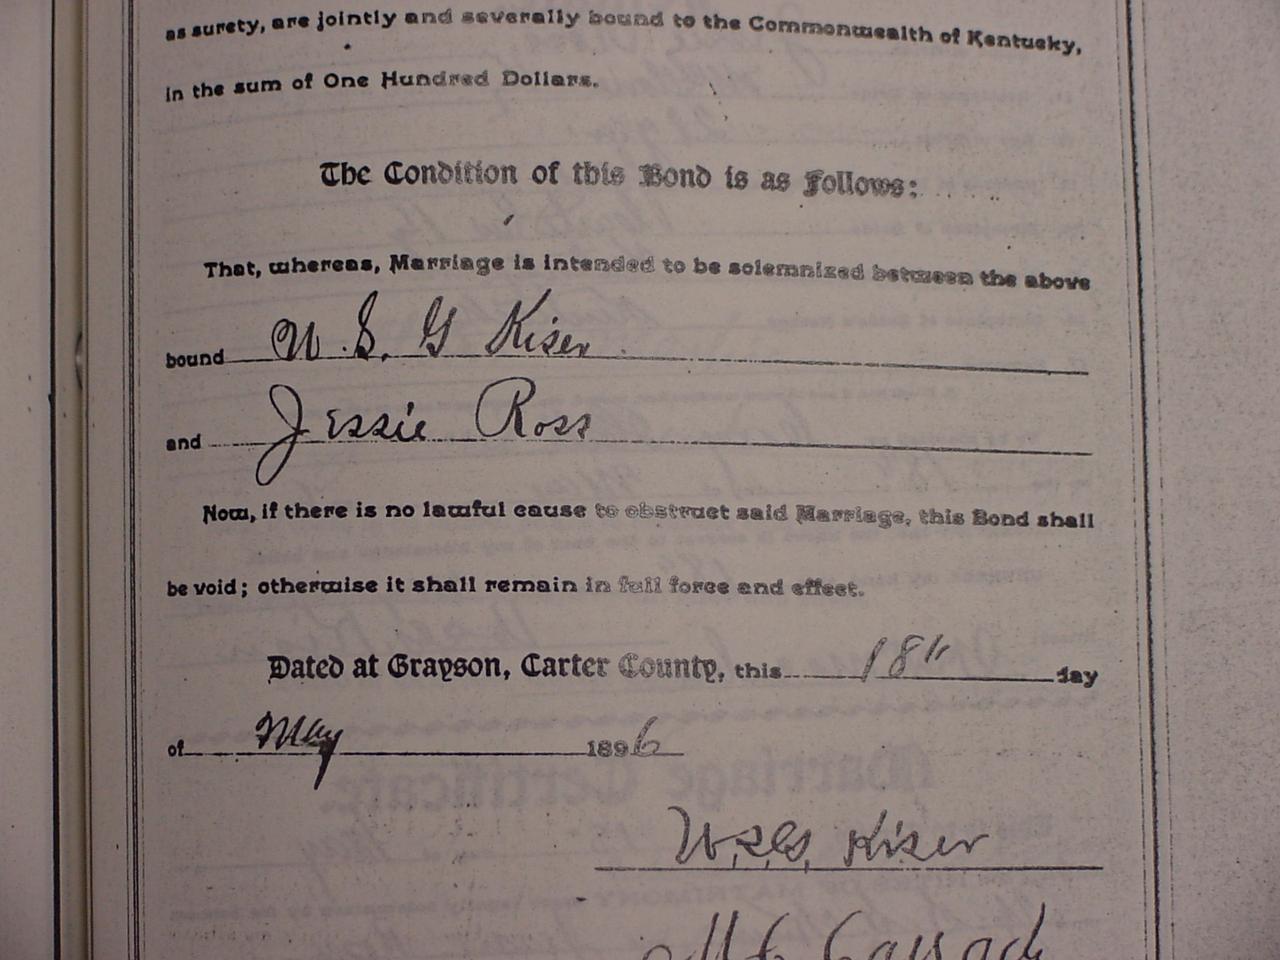 as surety, are jointly and severally bound to the Commonwealth of Kentucky,
in the sum of One Hundred Dollars.
The Condition of this Bond is as Follows:
That, whereas, Marriage is intended to be solemnized between the above
bound U. S. G Kiser
and Jessie Ross
Now, if there is no lawful cause to obstruct said Marriage, this Bond shall
be void; otherwise it shall remain in full force and effect.
Dated at Grayson, Carter County, this 18" day
of May 1896
U.S.G. Kiser